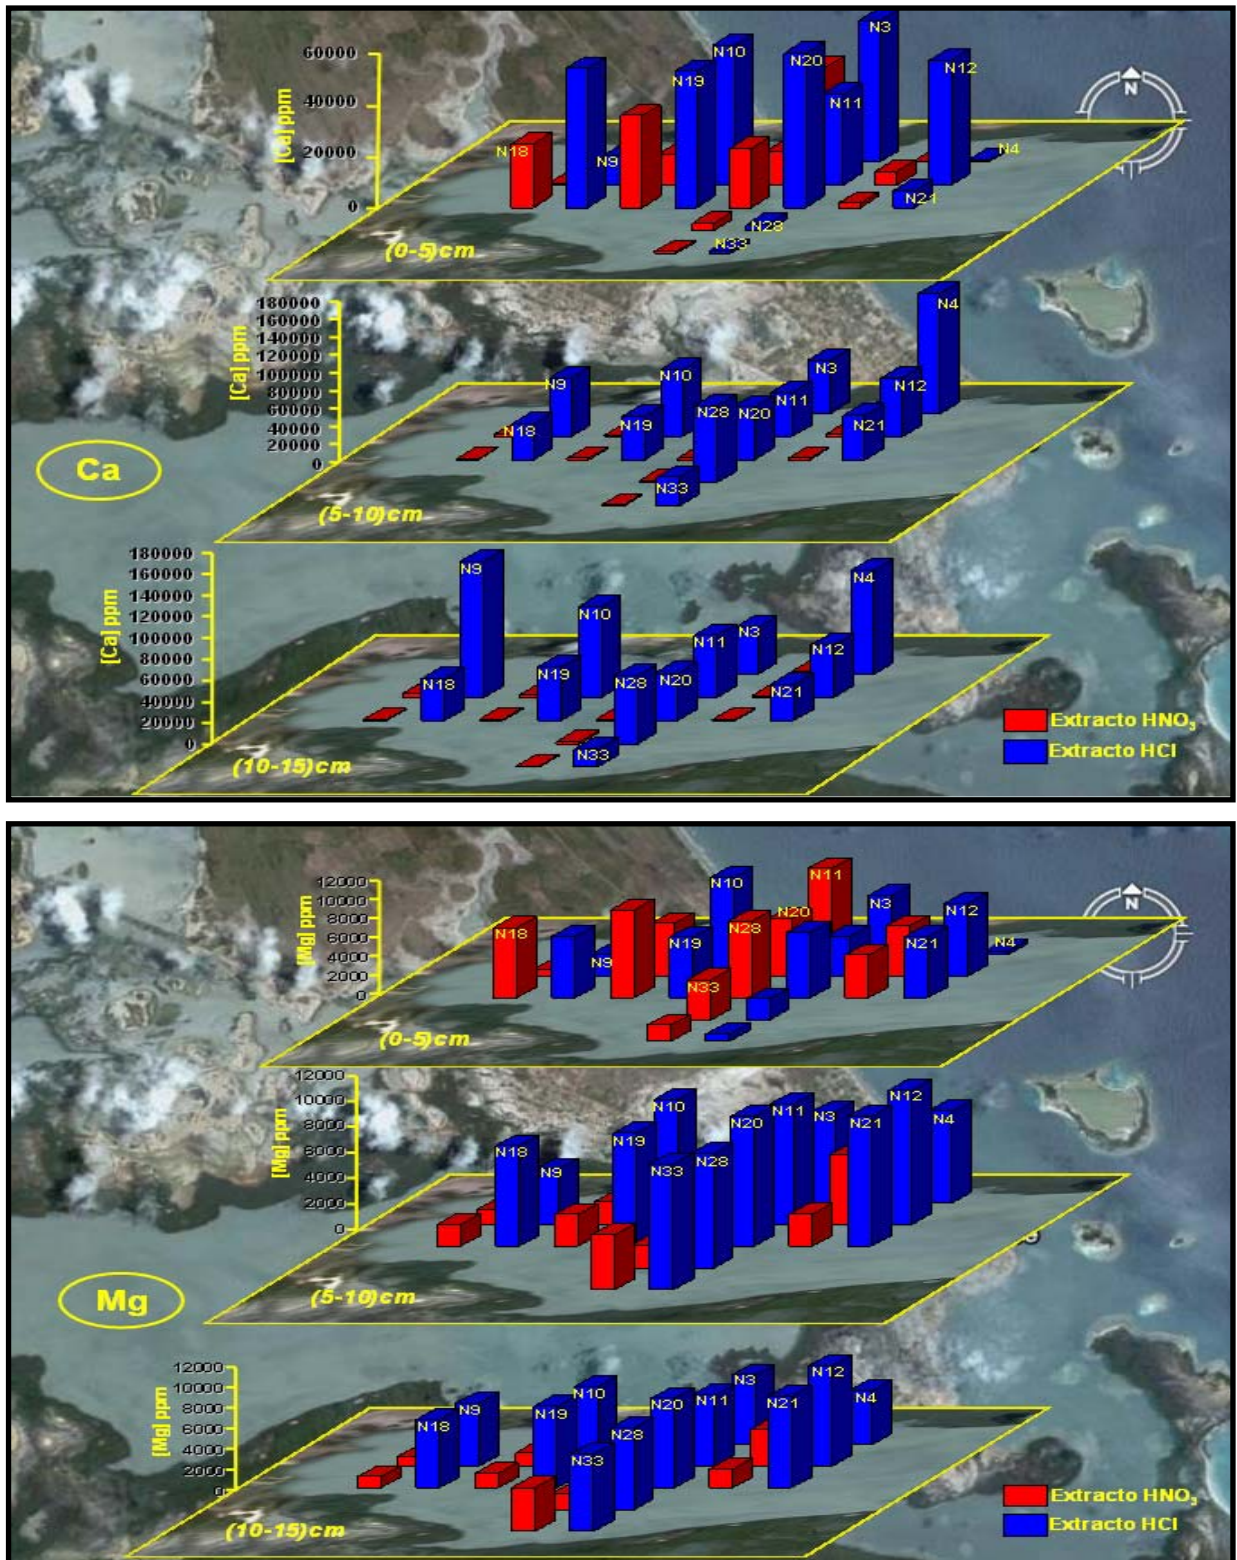 60000
40000
20000
0
[Ca] ppm
N3
N10
N20
N12
N19
N11
N18
N9
N4
N21
N28
N33
(0-5)cm
N
180000
160000
140000
120000
100000
80000
60000
40000
20000
0
[Ca] ppm
N4
N3
N10
N9
N12
N11
N28
N20
N19
N18
N21
N33
(5-10)cm
Ca
180000
160000
140000
120000
100000
80000
60000
40000
20000
0
[Ca] ppm
N9
N4
N10
N3
N11
N12
N19
N18
N28
N20
N21
N33
(10-15)cm
Extracto HNO₃
Extracto HCl
12000
10000
8000
6000
4000
2000
0
[Mg] ppm
N11
N10
N3
N20
N12
N18
N28
N19
N21
N4
N9
N33
(0-5)cm
N
12000
10000
8000
6000
4000
2000
0
[Mg] ppm
N12
N10
N11
N3
N4
N20
N21
N19
N18
N28
N9
N33
(5-10)cm
Mg
12000
10000
8000
6000
4000
2000
0
[Mg] ppm
N12
N3
N10
N11
N4
N20
N21
N9
N19
N18
N28
N33
(10-15)cm
Extracto HNO₃
Extracto HCl